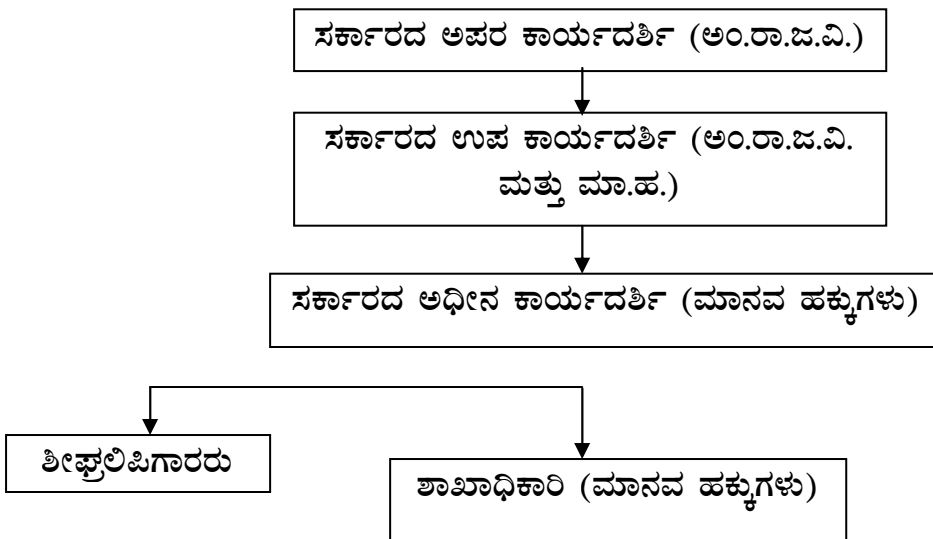 ಸರ್ಕಾರದ ಅಪರ ಕಾರ್ಯದರ್ಶಿ (ಅಂ.ರಾ.ಜ.ವಿ.)
ಸರ್ಕಾರದ ಉಪ ಕಾರ್ಯದರ್ಶಿ (ಅಂ.ರಾ.ಜ.ವಿ.
ಮತ್ತು ಮಾ.ಹ.)
ಸರ್ಕಾರದ ಅಧೀನ ಕಾರ್ಯದರ್ಶಿ (ಮಾನವ ಹಕ್ಕುಗಳು)
ಶೀಘ್ರಲಿಪಿಗಾರರು
ಶಾಖಾಧಿಕಾರಿ (ಮಾನವ ಹಕ್ಕುಗಳು)